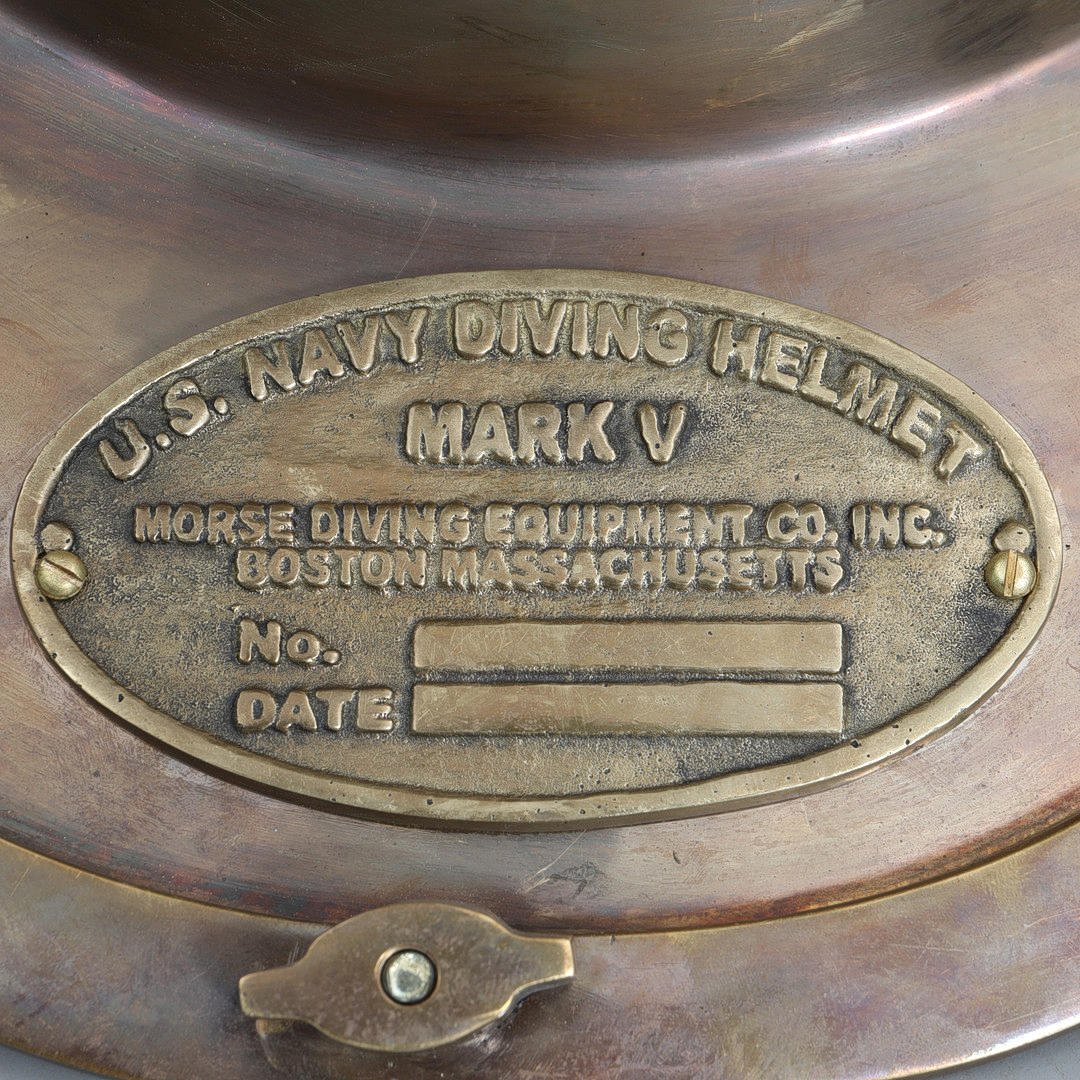 U.S. NAVY DIVING HELMET
MARK V
MORSE DIVING EQUIPMENT CO. INC.
BOSTON MASSACHUSETTS
No.
DATE